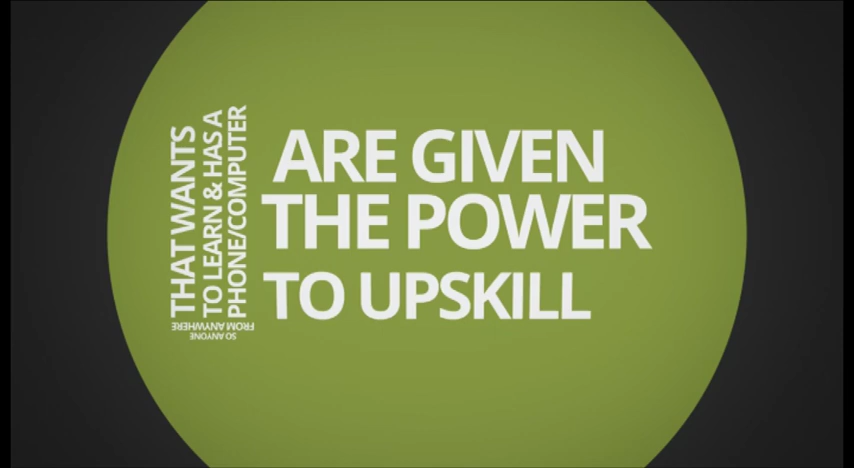 SO ANYONE
FROM ANYWHERE
THAT WANTS
TO LEARN & HAS A
PHONE/COMPUTER
ARE GIVEN
THE POWER
TO UPSKILL